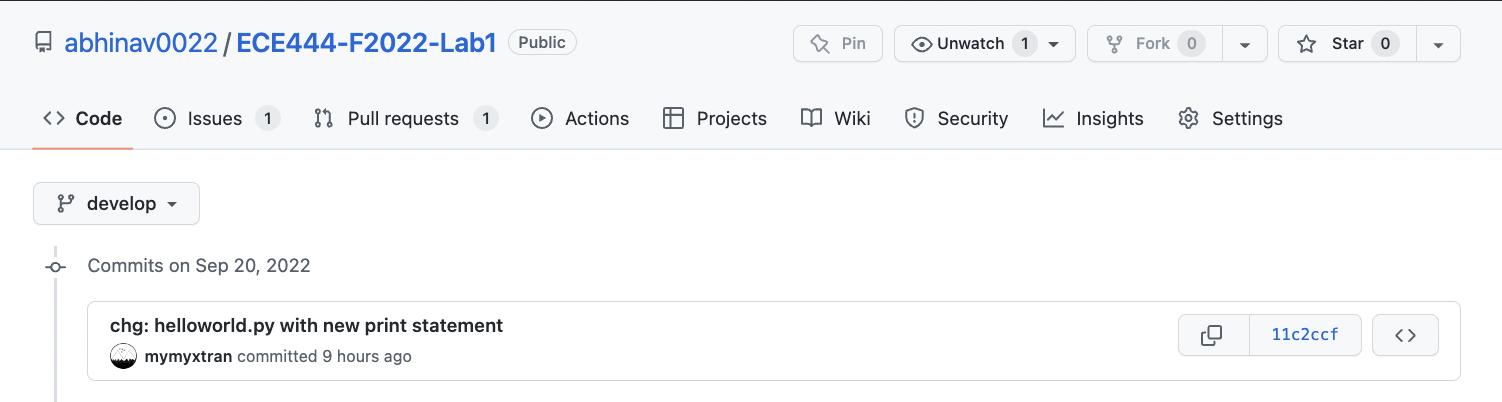 abhinav0022 / ECE444-F2022-Lab1 Public Pin Unwatch 1 Fork 0 Star 0
Code Issues 1 Pull requests 1 Actions Projects Wiki Security Insights Settings
develop
Commits on Sep 20, 2022
chg: helloworld.py with new print statement
mymyxtran committed 9 hours ago
11c2ccf